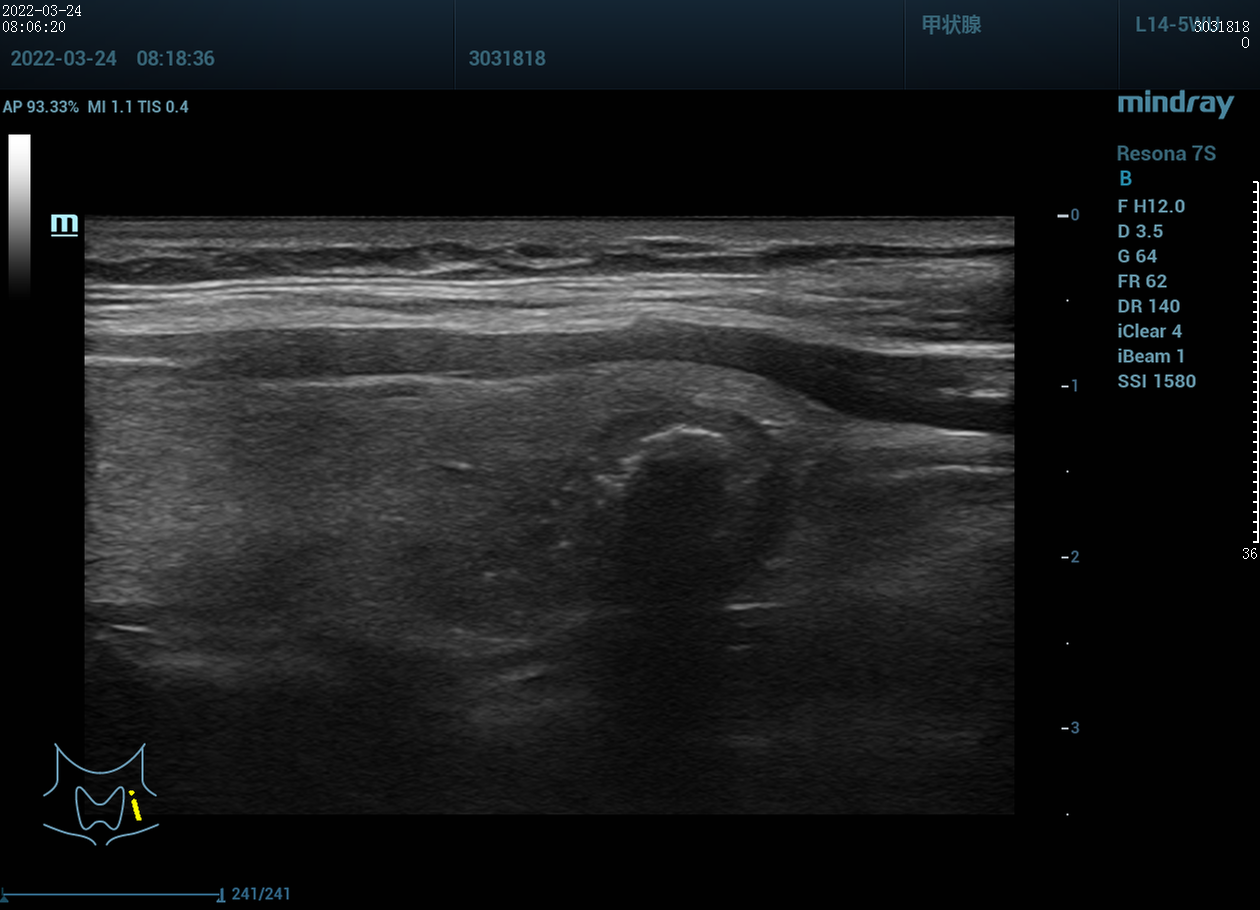 2022-03-24
08:06:20
甲状腺
L14-5WU
3031818
0
2022-03-24 08:18:36
3031818
AP 93.33% MI 1.1 TIS 0.4
mindray
Resona 7S
B
F H12.0
D 3.5
G 64
FR 62
DR 140
iClear 4
iBeam 1
SSI 1580
m
0
1
2
3
36
241/241